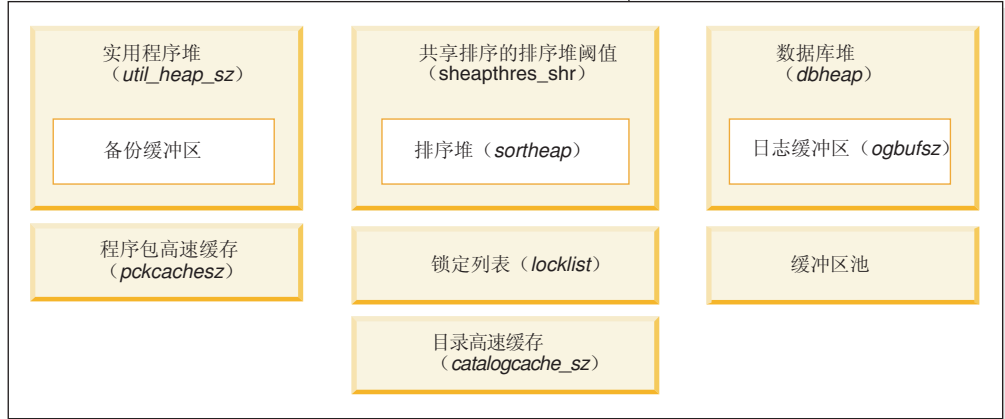 实用程序堆
（util_heap_sz）
备份缓冲区
共享排序的排序堆阈值
（sheapthres_shr）
排序堆（sortheap）
数据库堆
（dbheap）
日志缓冲区（ogbufsz）
程序包高速缓存
（pckcachesz）
锁定列表（locklist）
缓冲区池
目录高速缓存
（catalogcache_sz）